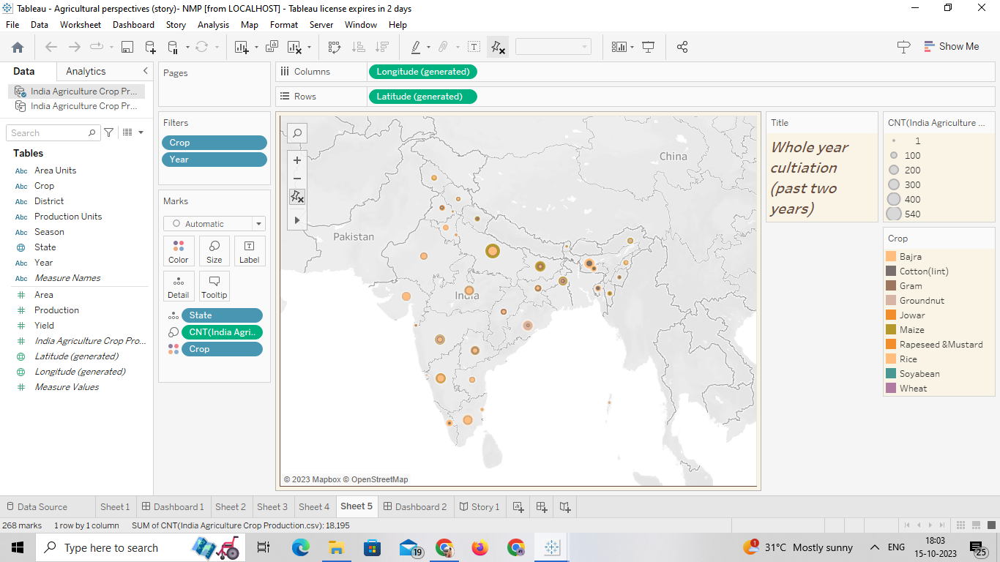 Tableau - Agricultural perspectives (story)- NMP [from LOCALHOST] - Tableau license expires in 2 days
File Data Worksheet Dashboard Story Analysis Map Format Server Window Help
Show Me
Data Analytics
India Agriculture Crop Pr...
India Agriculture Crop Pr...
Search
Tables
Abc Area Units
Abc Crop
Abc District
Abc Production Units
Abc Season
State
Abc Year
Abc Measure Names
Area
Production
Yield
India Agriculture Crop Pro...
Latitude (generated)
Longitude (generated)
Measure Values
Pages
Filters
Crop
Year
Marks
Automatic
Color Size Label
Detail Tooltip
State
CNT(India Agri..
Crop
Columns Longitude (generated)
Rows Latitude (generated)
China
Pakistan
India
© 2023 Mapbox © OpenStreetMap
Title
Whole year
cultiation
(past two
years)
CNT(India Agriculture ...
1
100
200
300
400
540
Crop
Bajra
Cotton(lint)
Gram
Groundnut
Jowar
Maize
Rapeseed &Mustard
Rice
Soyabean
Wheat
Data Source Sheet 1 Dashboard 1 Sheet 2 Sheet 3 Sheet 4 Sheet 5 Dashboard 2 Story 1
268 marks 1 row by 1 column SUM of CNT(India Agriculture Crop Production.csv): 18,195
Type here to search 19 1 31°C Mostly sunny ENG 18:03
15-10-2023 25